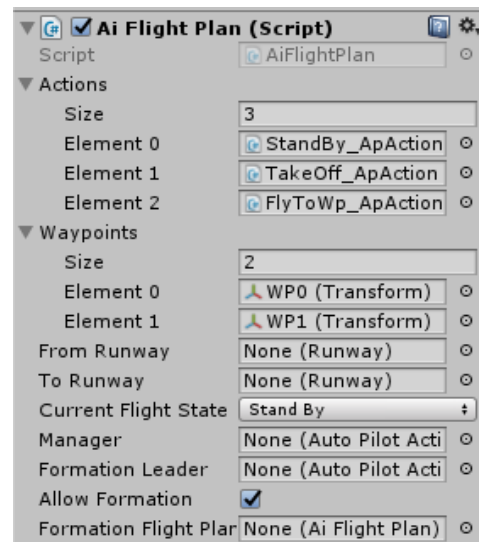 Ai Flight Plan (Script)
Script AiFlightPlan
Actions
Size 3
Element 0 StandBy_ApAction
Element 1 TakeOff_ApAction
Element 2 FlyToWp_ApAction
Waypoints
Size 2
Element 0 WP0 (Transform)
Element 1 WP1 (Transform)
From Runway None (Runway)
To Runway None (Runway)
Current Flight State Stand By
Manager None (Auto Pilot Acti
Formation Leader None (Auto Pilot Acti
Allow Formation
Formation Flight Plar None (Ai Flight Plan)